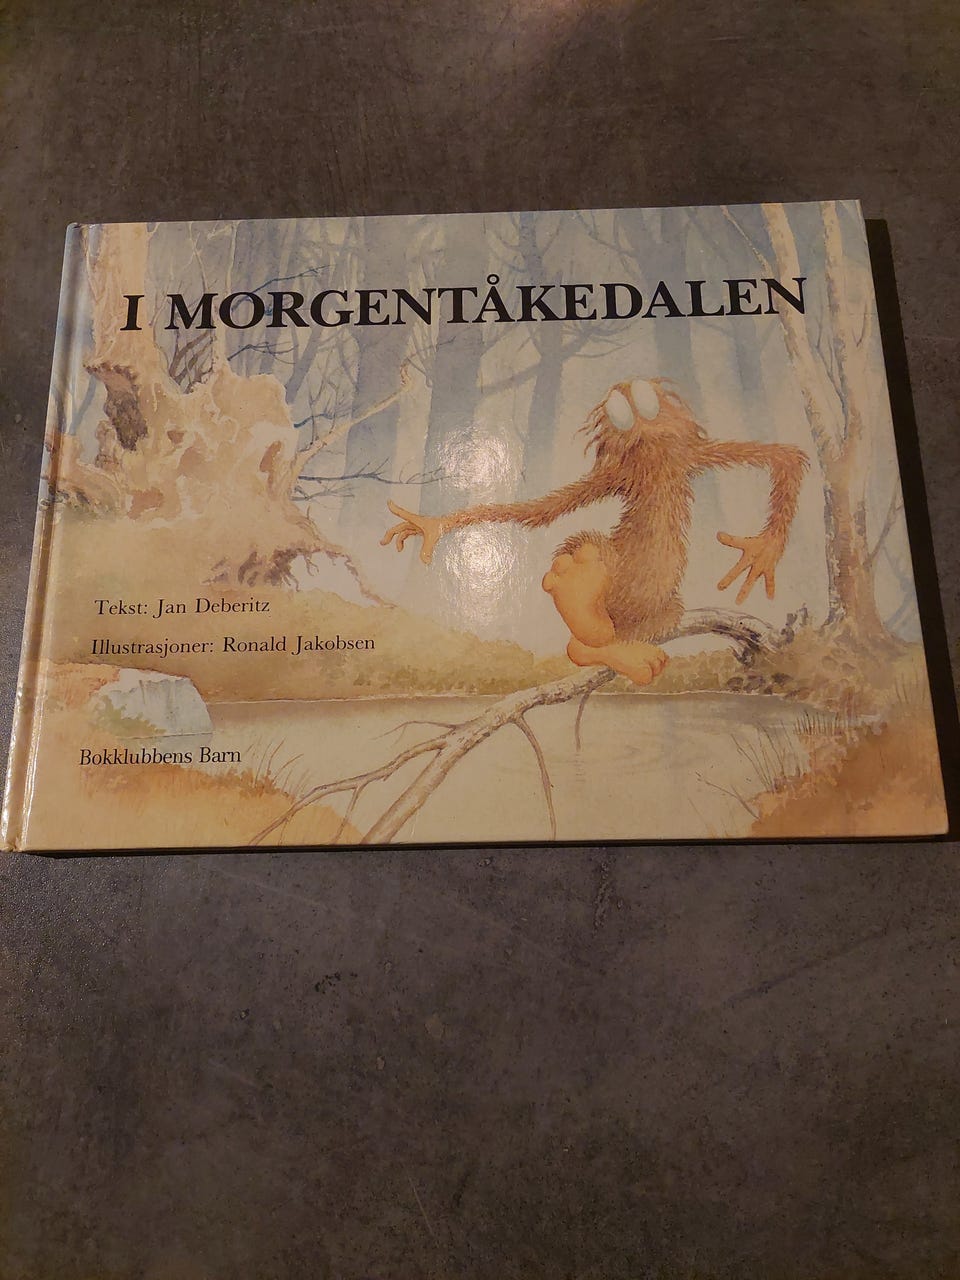 I MORGENTÅKEDALEN
Tekst: Jan Deberitz
Illustrasjoner: Ronald Jakobsen
Bokklubbens Barn